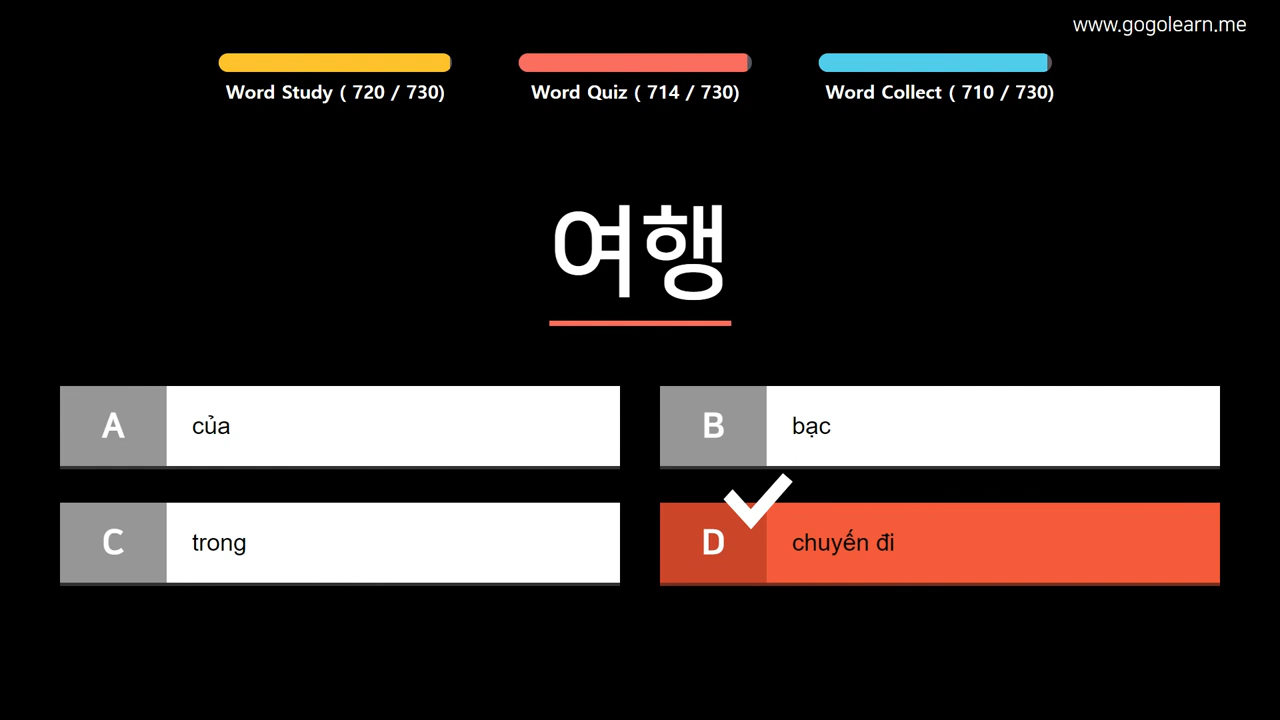 www.gogolearn.me
Word Study ( 720 / 730)
Word Quiz ( 714 / 730)
Word Collect ( 710 / 730)
여행
A của
B bạc
C trong
D chuyến đi